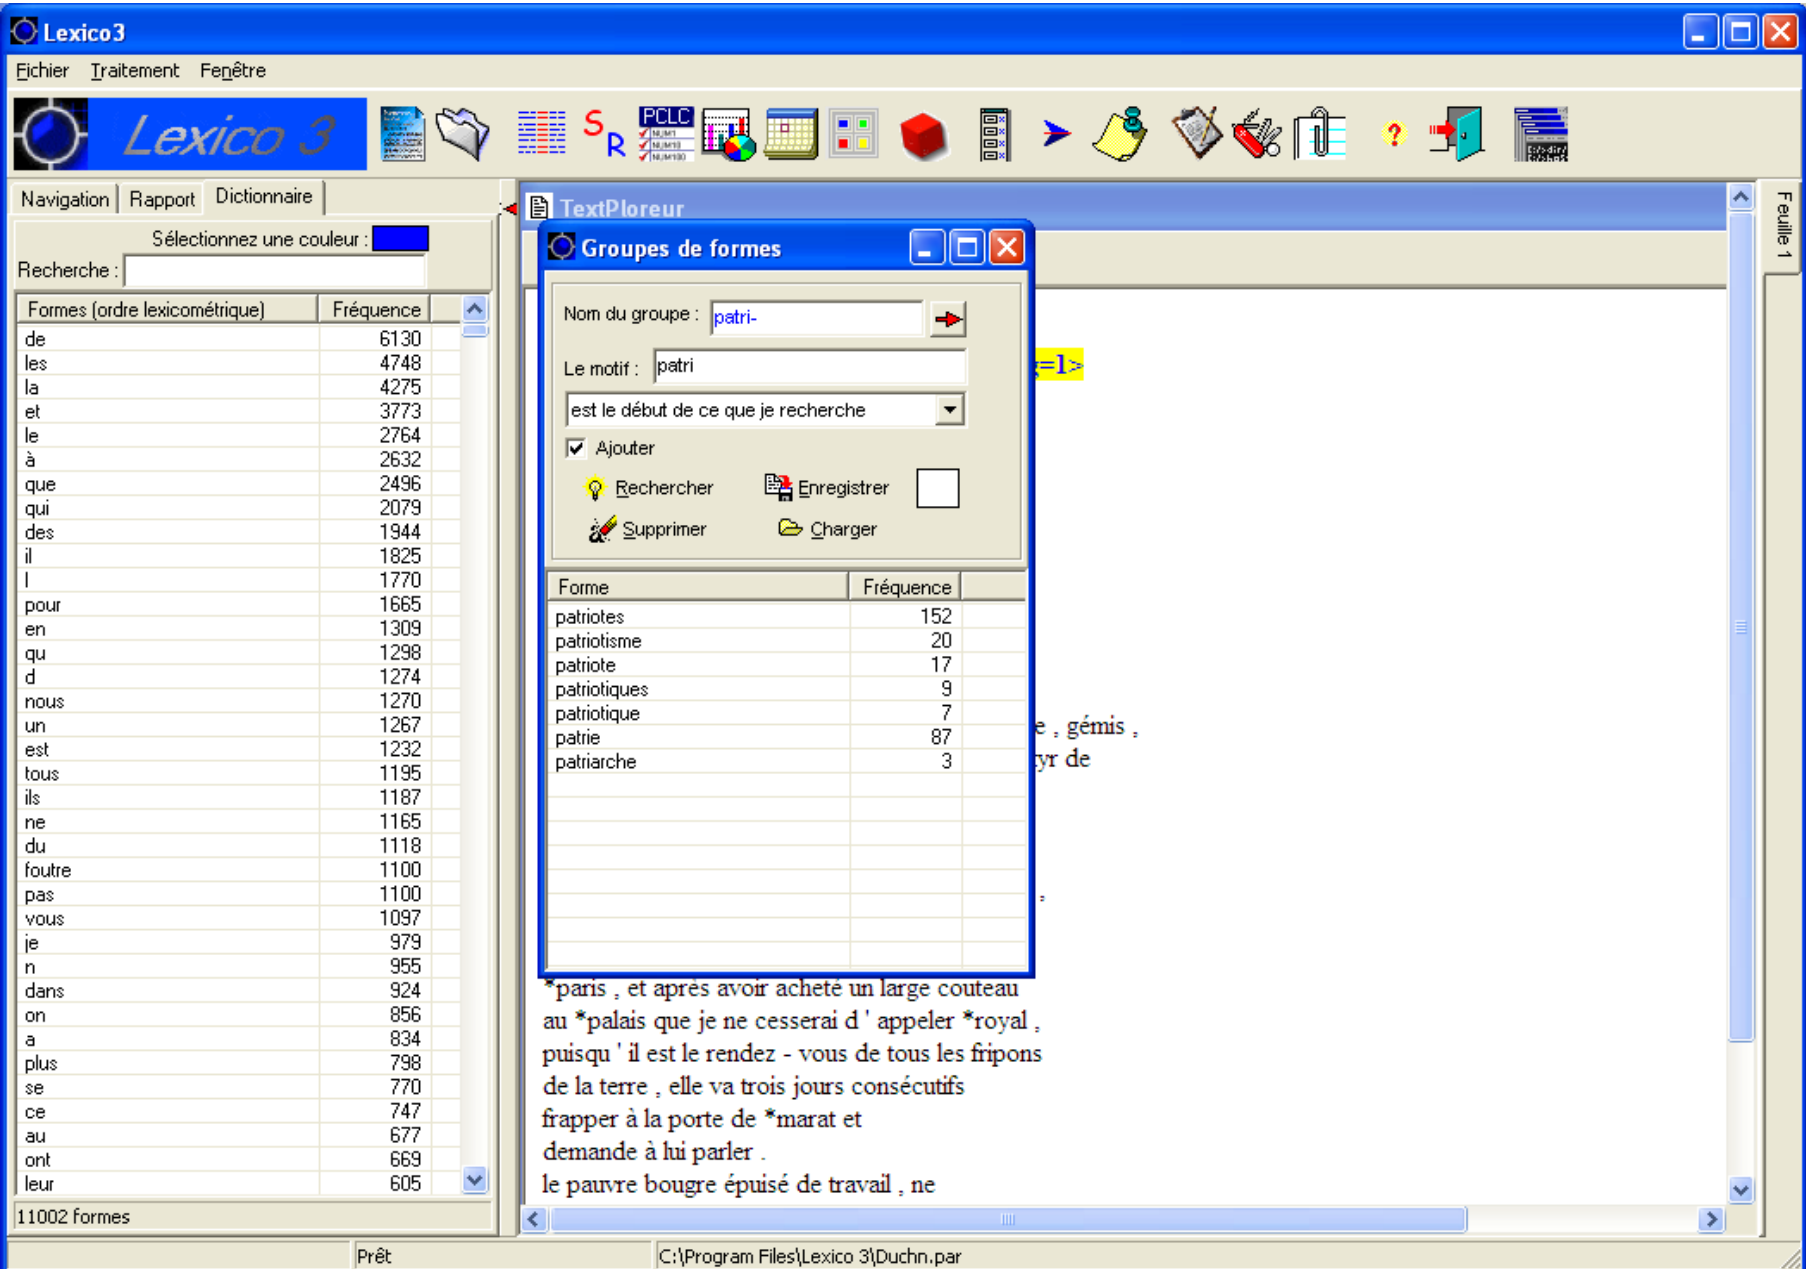 Lexico3
Fichier Traitement Fenêtre
Lexico 3
S
R
PCLC
NUM1
NUM10
NUM100
?
Navigation Rapport Dictionnaire
Sélectionnez une couleur :
Recherche :
Formes (ordre lexicométrique) Fréquence
de 6130
les 4748
la 4275
et 3773
le 2764
à 2632
que 2496
qui 2079
des 1944
il 1825
l 1770
pour 1665
en 1309
qu 1298
d 1274
nous 1270
un 1267
est 1232
tous 1195
ils 1187
ne 1165
du 1118
foutre 1100
pas 1100
vous 1097
je 979
n 955
dans 924
on 856
a 834
plus 798
se 770
ce 747
au 677
ont 669
leur 605
11002 formes
TextPloreur
Groupes de formes
Nom du groupe : patri-
Le motif : patri
est le début de ce que je recherche
Ajouter
Rechercher Enregistrer
Supprimer Charger
Forme Fréquence
patriotes 152
patriotisme 20
patriote 17
patriotiques 9
patriotique 7
patrie 87
patriarche 3
=1>
e , gémis ,
yr de
,
*paris , et après avoir acheté un large couteau
au *palais que je ne cesserai d ' appeler *royal ,
puisqu ' il est le rendez - vous de tous les fripons
de la terre , elle va trois jours consécutifs
frapper à la porte de *marat et
demande à lui parler .
le pauvre bougre épuisé de travail , ne
Feuille 1
Prêt C:\Program Files\Lexico 3\Duchn.par